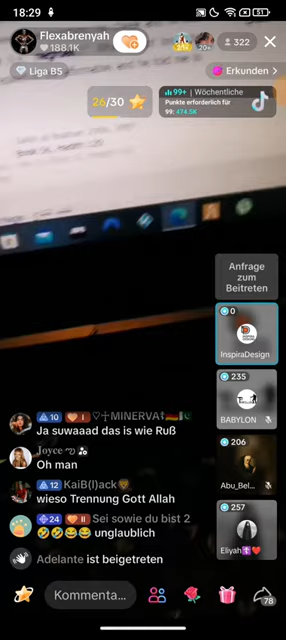 18:29
51
Flexabrenyah
188.1K
322
Liga B5
Erkunden >
26/30
99+ | Wöchentliche
Punkte erforderlich für
99: 474.5K
Anfrage
zum
Beitreten
0
InspiraDesign
235
BABYLON
206
Abu_Bel...
257
Eliyah✝️❤️
10 I ♡☥MINERVA⚕🇩🇪🇵🇰
Ja suwaaad das is wie Ruß
Joyce
Oh man
12 KaiB(l)ack🦁
wieso Trennung Gott Allah
24 II Sei sowie du bist 2
🤣🤣😂😂 unglaublich
👋 Adelante ist beigetreten
Kommenta...
78